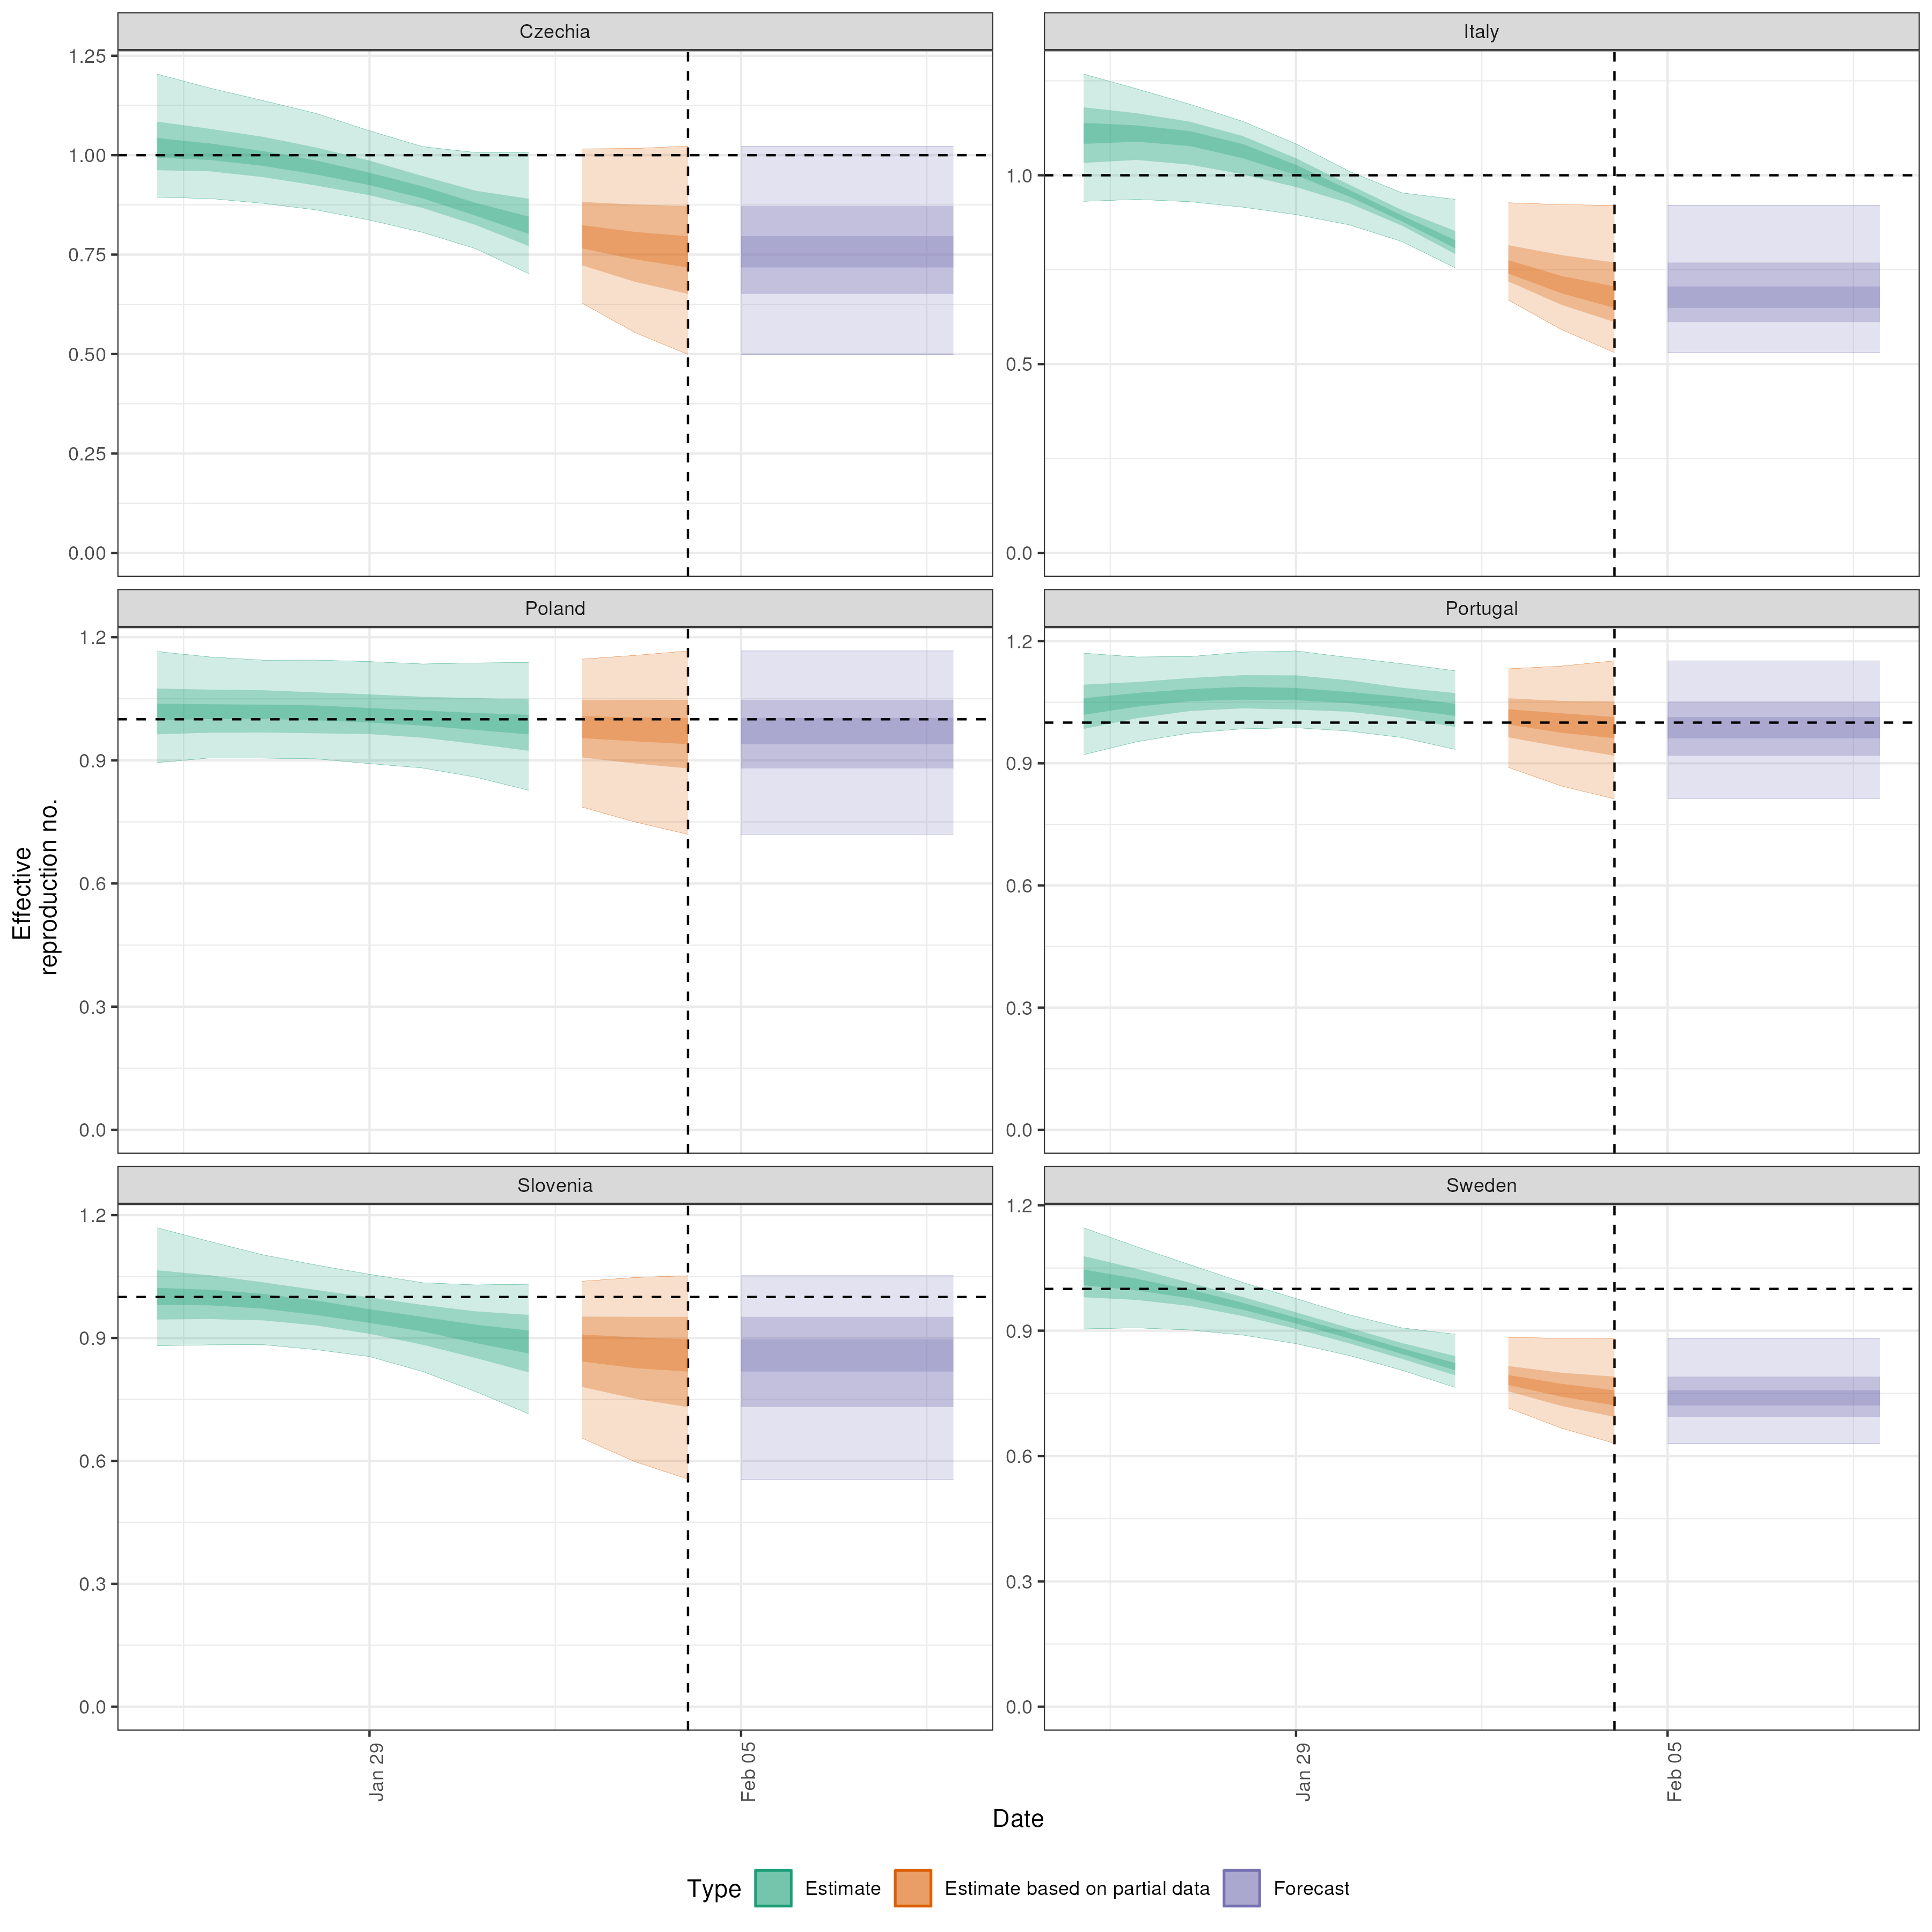 Czechia
Italy
1.25
1.00
0.75
0.50
0.25
0.00
1.0
0.5
0.0
Poland
Portugal
1.2
0.9
0.6
0.3
0.0
1.2
0.9
0.6
0.3
0.0
Slovenia
Sweden
1.2
0.9
0.6
0.3
0.0
1.2
0.9
0.6
0.3
0.0
Effective
reproduction no.
Jan 29
Feb 05
Jan 29
Feb 05
Date
Type Estimate Estimate based on partial data Forecast